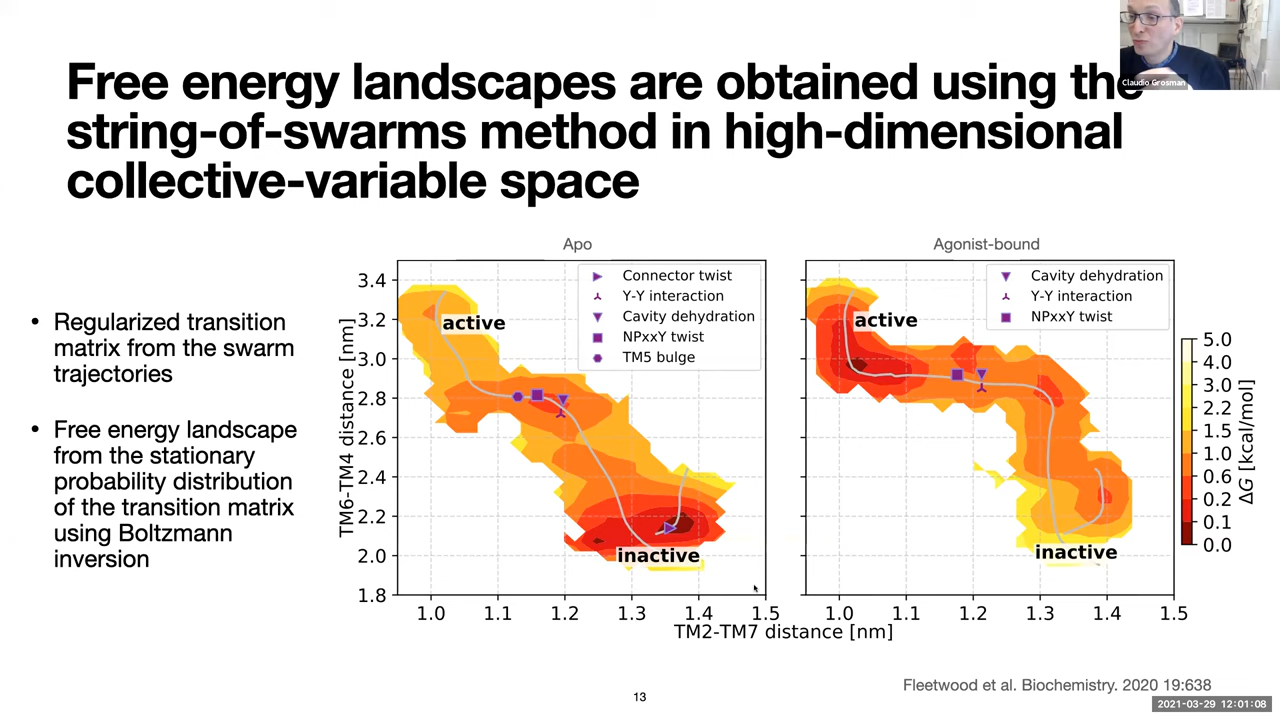 Free energy landscapes are obtained using the
string-of-swarms method in high-dimensional
collective-variable space
Claudio Grosman
• Regularized transition
matrix from the swarm
trajectories
• Free energy landscape
from the stationary
probability distribution
of the transition matrix
using Boltzmann
inversion
Apo
Connector twist
Y-Y interaction
Cavity dehydration
NPxxY twist
TM5 bulge
active
inactive
TM6-TM4 distance [nm]
3.4
3.2
3.0
2.8
2.6
2.4
2.2
2.0
1.8
1.0 1.1 1.2 1.3 1.4 1.5
Agonist-bound
Cavity dehydration
Y-Y interaction
NPxxY twist
active
inactive
1.0 1.1 1.2 1.3 1.4 1.5
TM2-TM7 distance [nm]
5.0
4.0
3.0
2.2
1.5
1.0
0.6
0.2
0.1
0.0
ΔG [kcal/mol]
Fleetwood et al. Biochemistry. 2020 19:638
13
2021-03-29 12:01:08